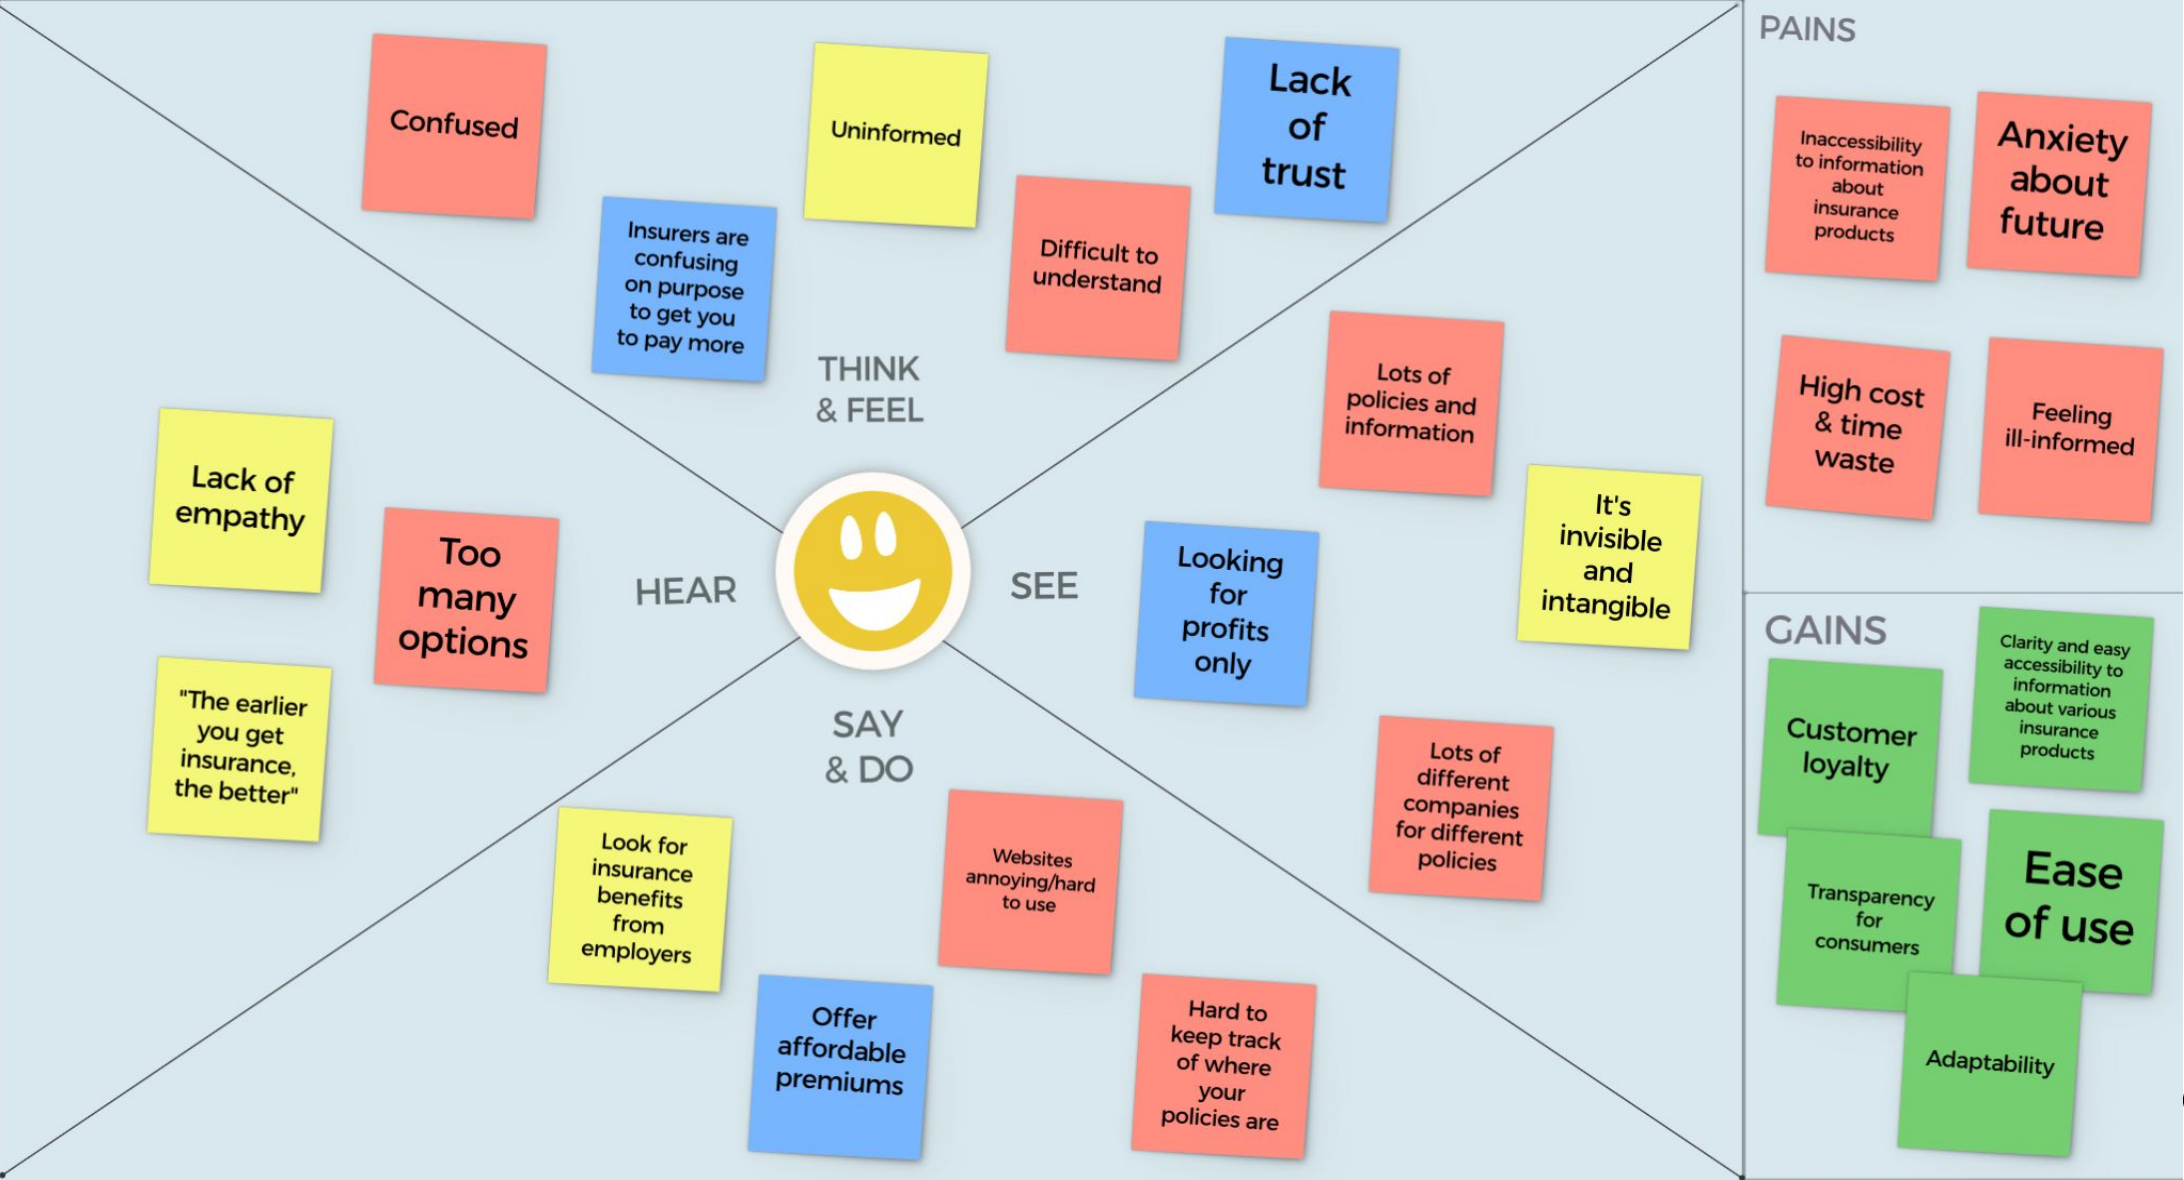 Confused
Uninformed
Lack
of
trust
Insurers are
confusing
on purpose
to get you
to pay more
Difficult to
understand
THINK
& FEEL
Lack of
empathy
Too
many
options
"The earlier
you get
insurance,
the better"
HEAR
SEE
Lots of
policies and
information
It's
invisible
and
intangible
Looking
for
profits
only
Lots of
different
companies
for different
policies
SAY
& DO
Look for
insurance
benefits
from
employers
Websites
annoying/hard
to use
Offer
affordable
premiums
Hard to
keep track
of where
your
policies are
PAINS
Inaccessibility
to information
about
insurance
products
Anxiety
about
future
High cost
& time
waste
Feeling
ill-informed
GAINS
Customer
loyalty
Clarity and easy
accessibility to
information
about various
insurance
products
Transparency
for
consumers
Ease
of use
Adaptability